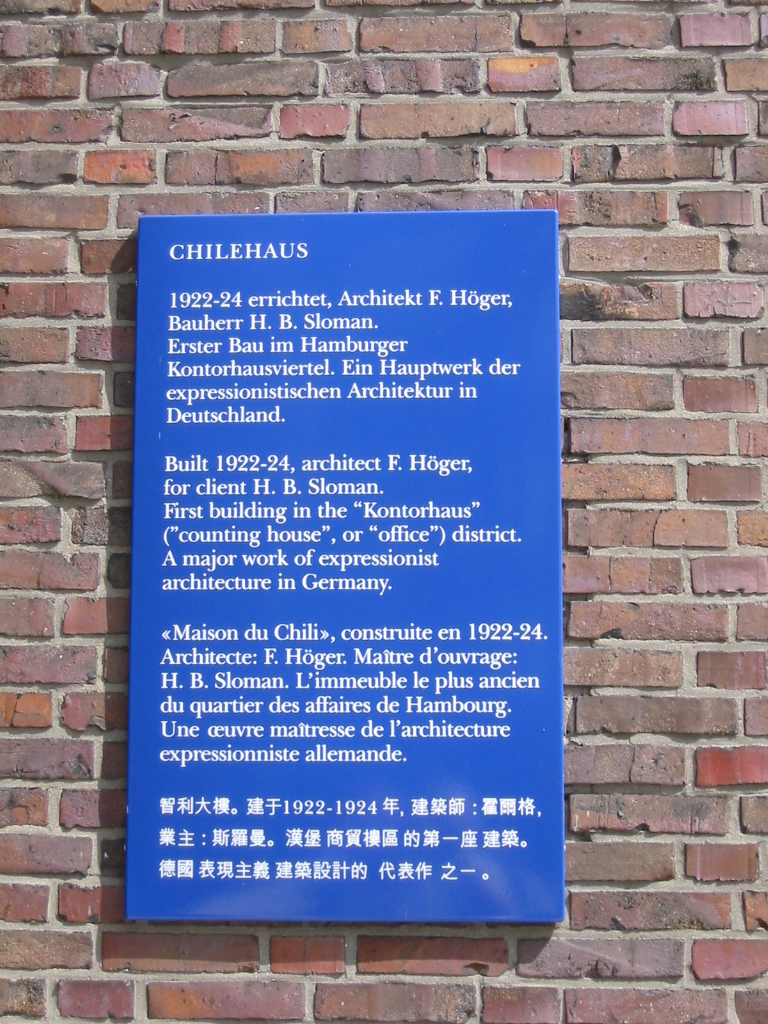 CHILEHAUS
1922-24 errichtet, Architekt F. Höger,
Bauherr H. B. Sloman.
Erster Bau im Hamburger
Kontorhausviertel. Ein Hauptwerk der
expressionistischen Architektur in
Deutschland.
Built 1922-24, architect F. Höger,
for client H. B. Sloman.
First building in the “Kontorhaus”
(”counting house”, or “office”) district.
A major work of expressionist
architecture in Germany.
«Maison du Chili», construite en 1922-24.
Architecte: F. Höger. Maître d’ouvrage:
H. B. Sloman. L’immeuble le plus ancien
du quartier des affaires de Hambourg.
Une œuvre maîtresse de l’architecture
expressionniste allemande.
智利大樓。建于1922-1924年, 建築師:霍爾格,
業主:斯羅曼。漢堡 商貿樓區 的第一座 建築。
德國 表現主義 建築設計的 代表作 之一。